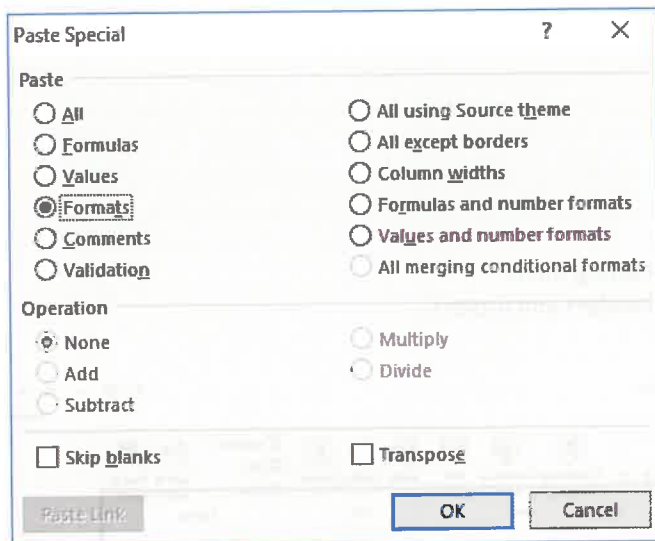 Paste Special ? ×
Paste
All
Formulas
Values
Formats
Comments
Validation
All using Source theme
All except borders
Column widths
Formulas and number formats
Values and number formats
All merging conditional formats
Operation
None
Add
Subtract
Multiply
Divide
Skip blanks
Transpose
Paste Link
OK
Cancel